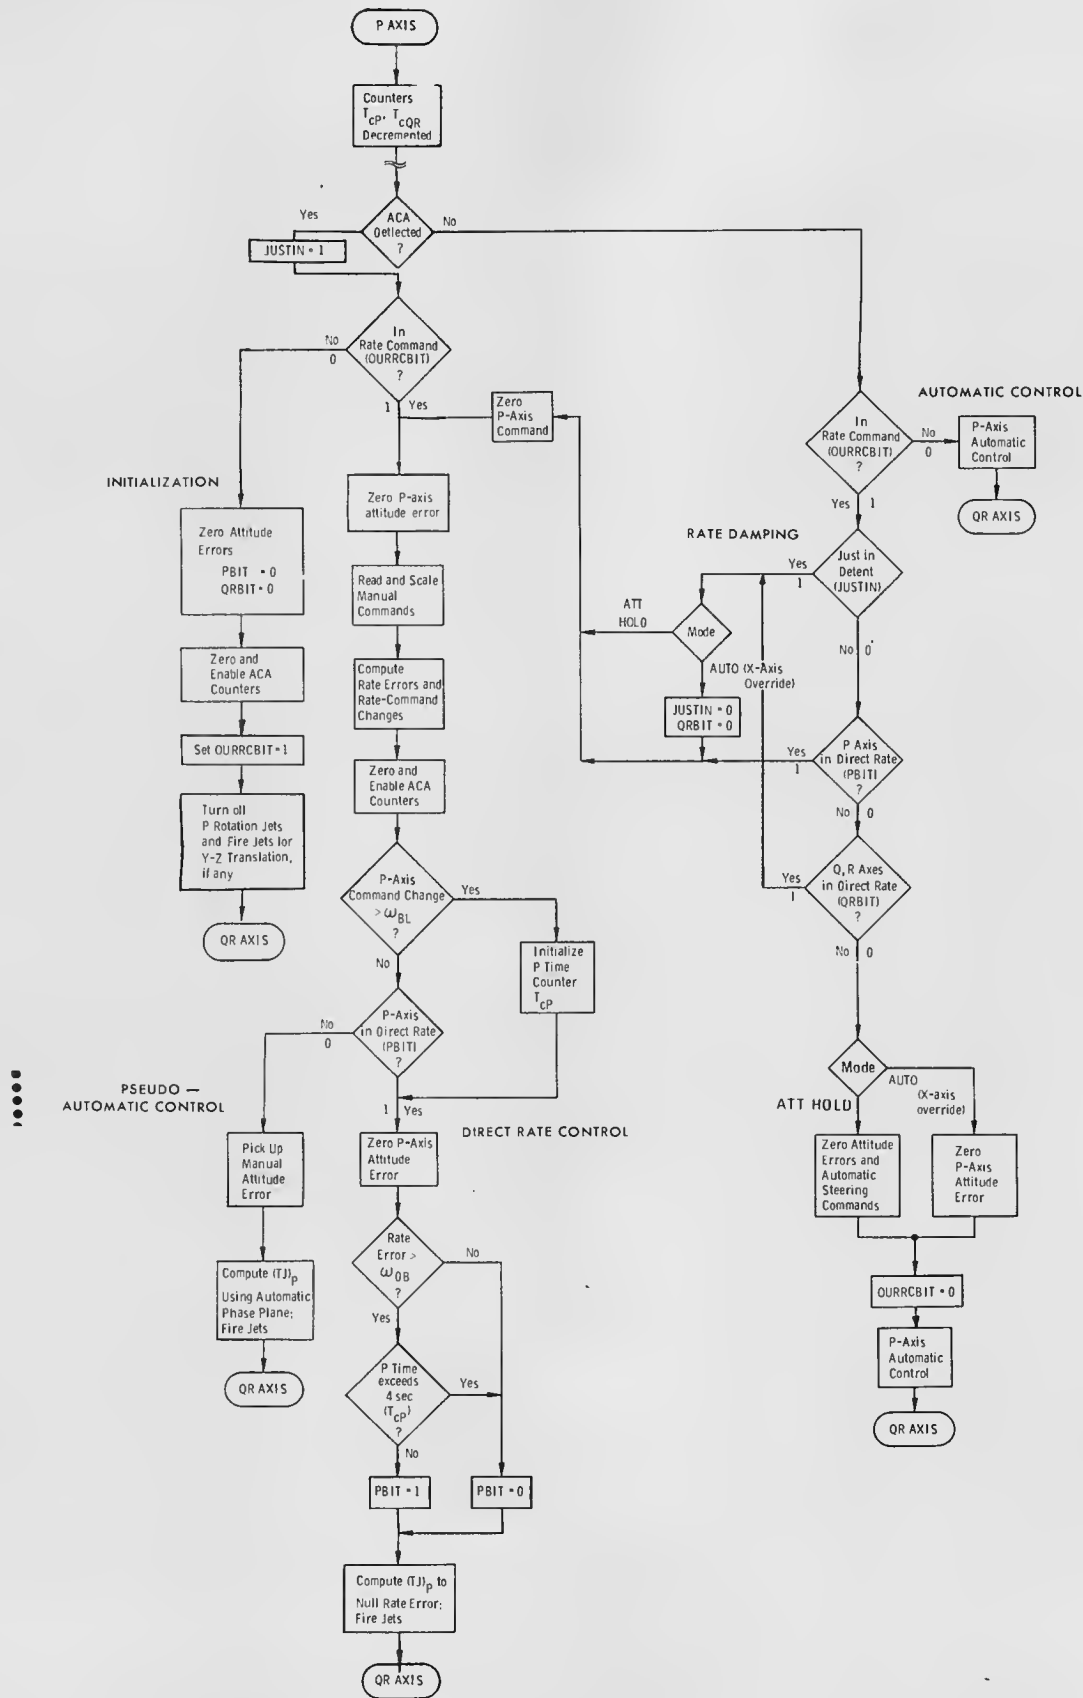 P AXIS
Counters
TcP, TcQR
Decremented
ACA
Deflected
?
Yes
No
JUSTIN = 1
In
Rate Command
(OURRCBIT)
?
No
0
1
Yes
Zero
P-Axis
Command
INITIALIZATION
Zero Attitude
Errors
PBIT = 0
QRBIT = 0
Zero and
Enable ACA
Counters
Set OURRCBIT = 1
Turn off
P Rotation Jets
and Fire Jets for
Y-Z Translation,
if any
QR AXIS
Zero P-axis
attitude error
Read and Scale
Manual
Commands
Compute
Rate Errors and
Rate-Command
Changes
Zero and
Enable ACA
Counters
P-Axis
Command Change
> ωBL
?
Yes
No
Initialize
P Time
Counter
TcP
P-Axis
in Direct Rate
(PBIT)
?
No
0
1
Yes
PSEUDO —
AUTOMATIC CONTROL
Pick Up
Manual
Attitude
Error
Compute (TJ)p
Using Automatic
Phase Plane;
Fire Jets
QR AXIS
DIRECT RATE CONTROL
Zero P-Axis
Attitude
Error
Rate
Error >
ωDB
?
No
Yes
P Time
exceeds
4 sec
(TcP)
?
Yes
No
PBIT = 1
PBIT = 0
Compute (TJ)p to
Null Rate Error;
Fire Jets
QR AXIS
AUTOMATIC CONTROL
In
Rate Command
(OURRCBIT)
?
No
0
P-Axis
Automatic
Control
QR AXIS
Yes
1
RATE DAMPING
Just in
Detent
(JUSTIN)
Yes
1
No
0
Mode
ATT
HOLD
AUTO (X-Axis
Override)
JUSTIN = 0
QRBIT = 0
P Axis
in Direct Rate
(PBIT)
?
Yes
1
No
0
Q, R Axes
in Direct Rate
(QRBIT)
?
Yes
1
No
0
Mode
ATT HOLD
AUTO
(X-axis
override)
Zero Attitude
Errors and
Automatic
Steering
Commands
Zero
P-Axis
Attitude
Error
OURRCBIT = 0
P-Axis
Automatic
Control
QR AXIS